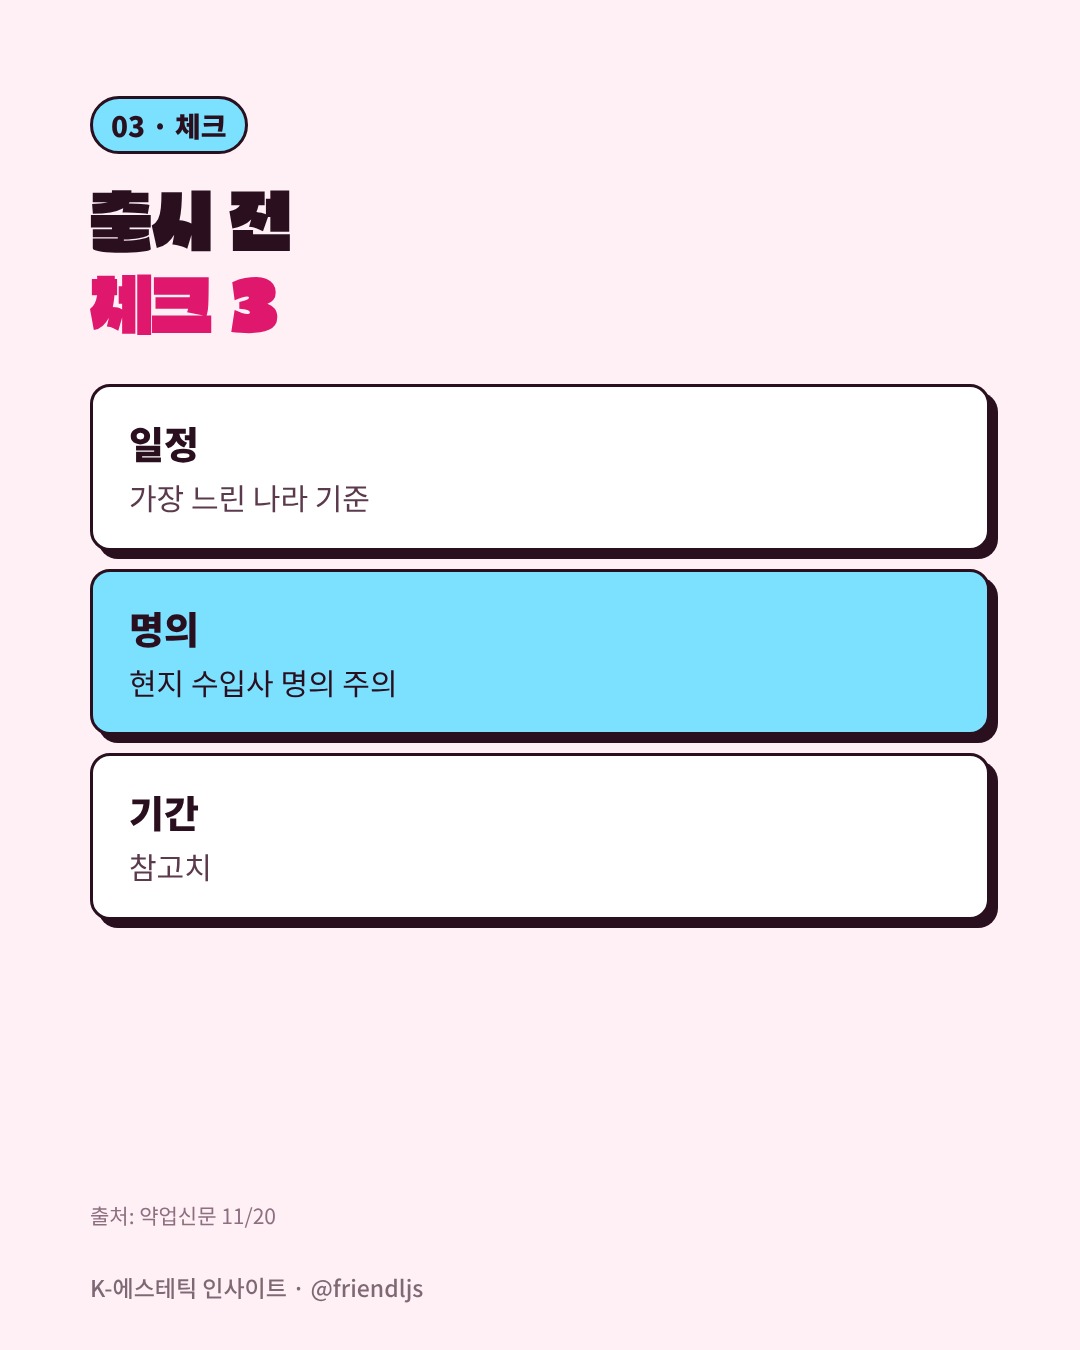 03 · 체크
출시 전
체크 3
일정
가장 느린 나라 기준
명의
현지 수입사 명의 주의
기간
참고치
출처: 약업신문 11/20
K-에스테틱 인사이트 · @friendljs